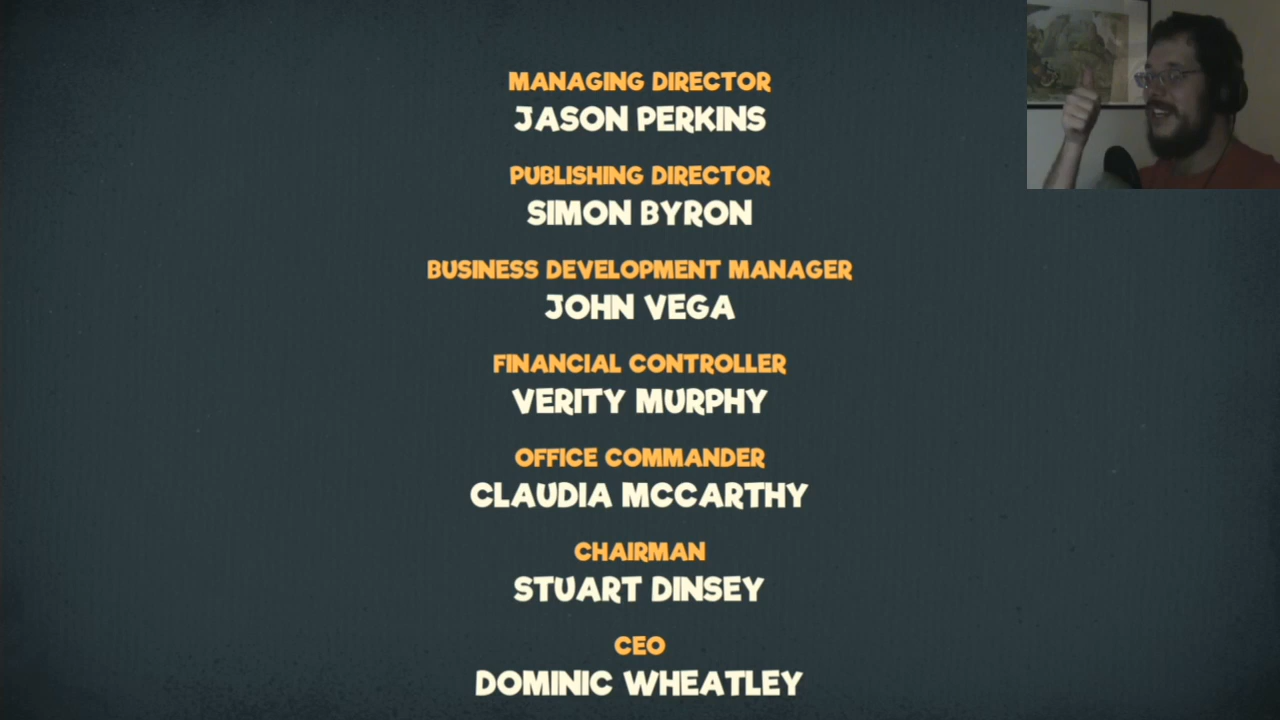 MANAGING DIRECTOR
JASON PERKINS
PUBLISHING DIRECTOR
SIMON BYRON
BUSINESS DEVELOPMENT MANAGER
JOHN VEGA
FINANCIAL CONTROLLER
VERITY MURPHY
OFFICE COMMANDER
CLAUDIA MCCARTHY
CHAIRMAN
STUART DINSEY
CEO
DOMINIC WHEATLEY